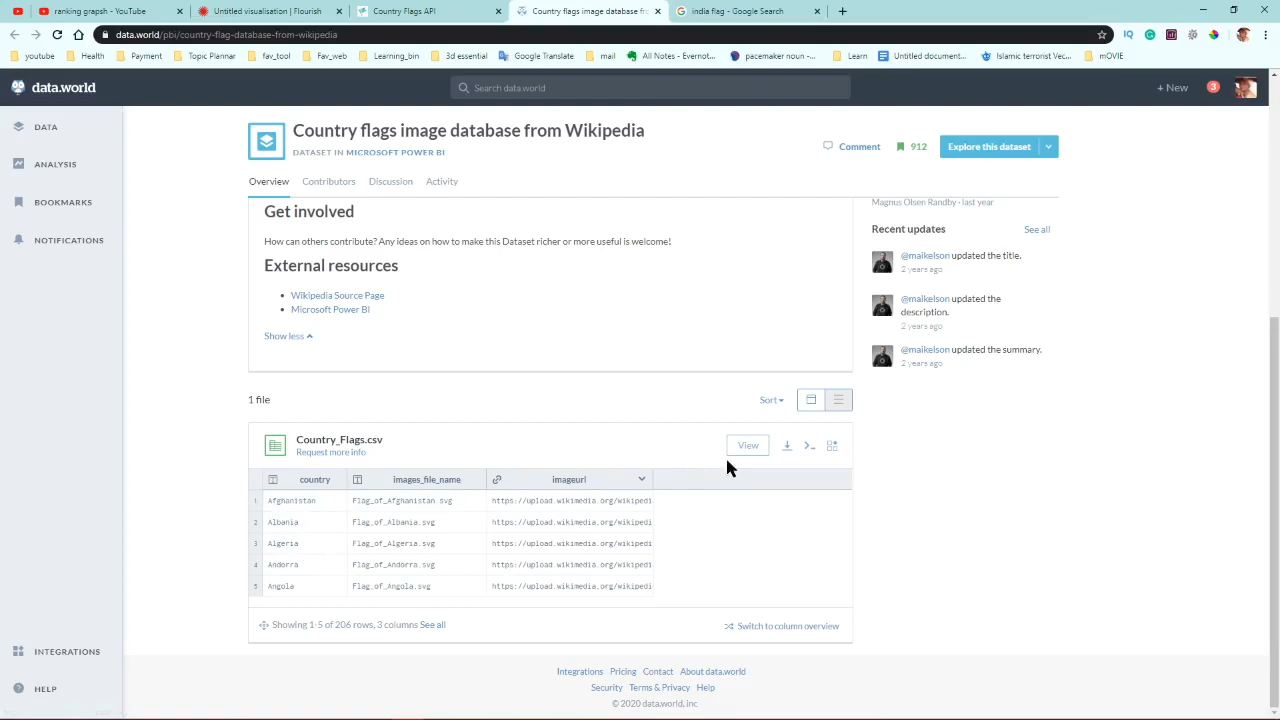 ranking graph - YouTube
Untitled Visualisation | Flourish
My Creations | Flourish
Country flags image database fro
india flag - Google Search
data.world/pbi/country-flag-database-from-wikipedia
youtube
Health
Payment
Topic Planner
fav_tool
Fav_web
Learning_bin
3d essential
Google Translate
mail
All Notes - Evernot...
pacemaker noun -...
Learn
Untitled document...
Islamic terrorist Vec...
mOVIE
data.world
Search data.world
+ New
3
DATA
ANALYSIS
BOOKMARKS
NOTIFICATIONS
INTEGRATIONS
HELP
Country flags image database from Wikipedia
DATASET IN MICROSOFT POWER BI
Comment
912
Explore this dataset
Overview
Contributors
Discussion
Activity
Get involved
How can others contribute? Any ideas on how to make this Dataset richer or more useful is welcome!
External resources
• Wikipedia Source Page
• Microsoft Power BI
Show less
Magnus Olsen Randby · last year
Recent updates
See all
@maikelson updated the title.
2 years ago
@maikelson updated the
description.
2 years ago
@maikelson updated the summary.
2 years ago
1 file
Sort
Country_Flags.csv
Request more info
View
country images_file_name imageurl
1 Afghanistan Flag_of_Afghanistan.svg https://upload.wikimedia.org/wikipedi
2 Albania Flag_of_Albania.svg https://upload.wikimedia.org/wikipedi
3 Algeria Flag_of_Algeria.svg https://upload.wikimedia.org/wikipedi
4 Andorra Flag_of_Andorra.svg https://upload.wikimedia.org/wikipedi
5 Angola Flag_of_Angola.svg https://upload.wikimedia.org/wikipedi
Showing 1-5 of 206 rows, 3 columns See all
Switch to column overview
Integrations Pricing Contact About data.world
Security Terms & Privacy Help
© 2020 data.world, inc